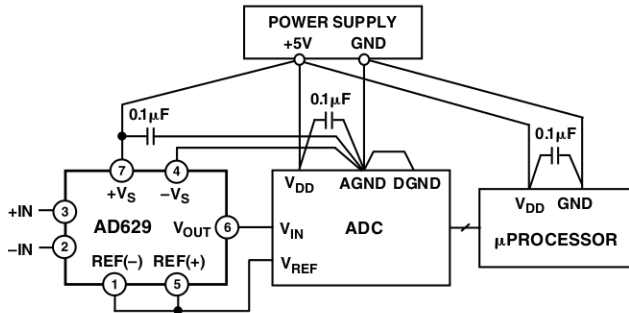 POWER SUPPLY
+5V GND
0.1μF
0.1μF
0.1μF
7 4
+VS –VS
VDD AGND DGND
VDD GND
+IN 3
AD629
VOUT 6
VIN
ADC
μPROCESSOR
–IN 2
REF(–) REF(+)
VREF
1 5